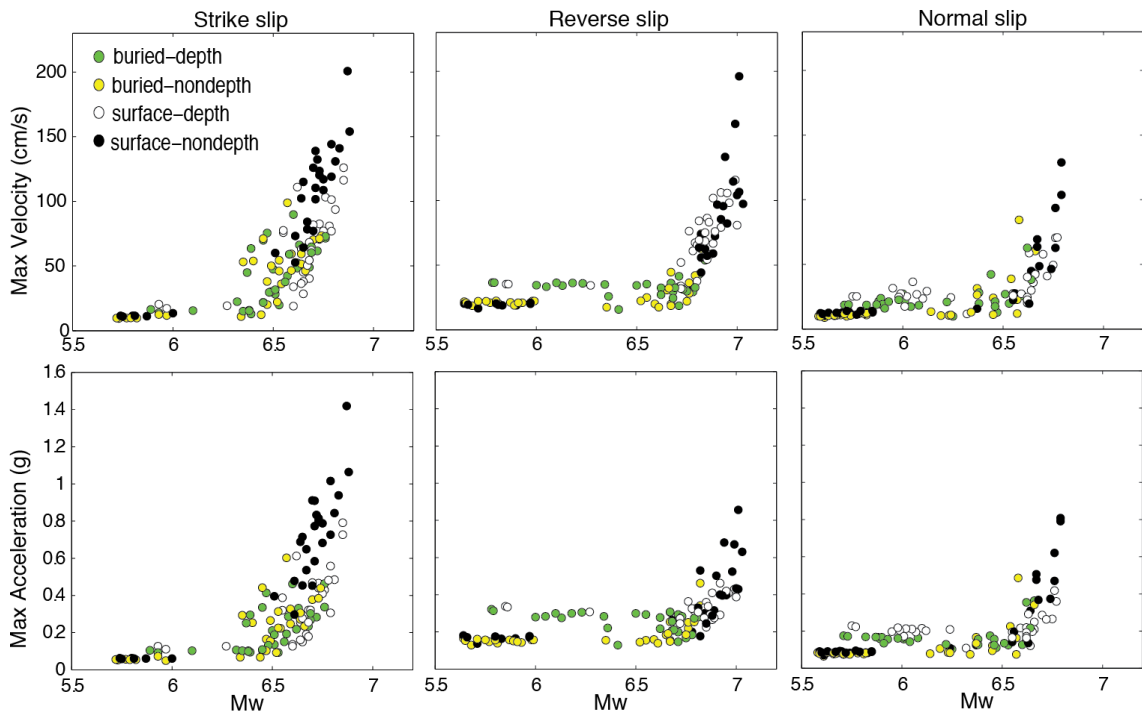 Strike slip
Reverse slip
Normal slip
Max Velocity (cm/s)
200
150
100
50
0
buried–depth
buried–nondepth
surface–depth
surface–nondepth
5.5 6 6.5 7
5.5 6 6.5 7
5.5 6 6.5 7
Max Acceleration (g)
1.6
1.4
1.2
1
0.8
0.6
0.4
0.2
0
5.5 6 6.5 7
5.5 6 6.5 7
5.5 6 6.5 7
Mw
Mw
Mw